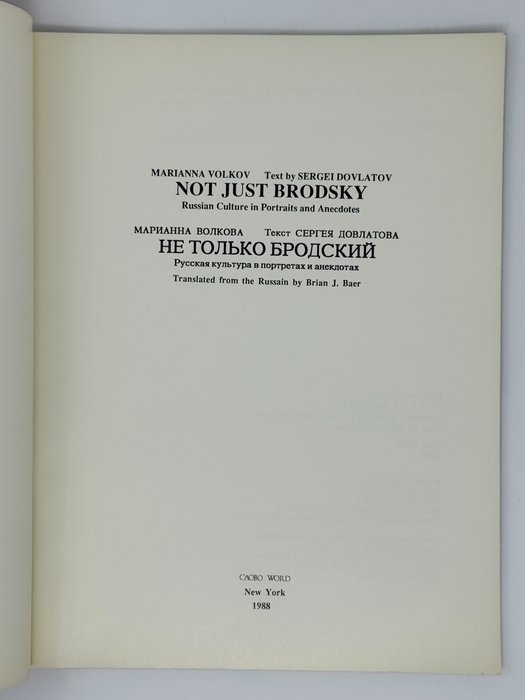 MARIANNA VOLKOV Text by SERGEI DOVLATOV
NOT JUST BRODSKY
Russian Culture in Portraits and Anecdotes
МАРИАННА ВОЛКОВА Текст СЕРГЕЯ ДОВЛАТОВА
НЕ ТОЛЬКО БРОДСКИЙ
Русская культура в портретах и анекдотах
Translated from the Russain by Brian J. Baer
СЛОВО WORD
New York
1988